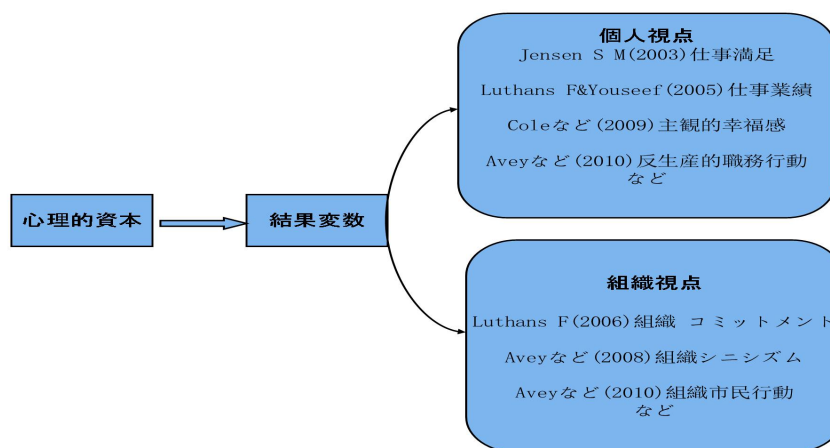 心理的資本
結果変数
個人視点
Jensen S M(2003)仕事満足
Luthans F&Youseef(2005)仕事業績
Coleなど(2009)主観的幸福感
Aveyなど(2010)反生産的職務行動
など
組織視点
Luthans F(2006)組織 コミットメント
Aveyなど(2008)組織シニシズム
Aveyなど(2010)組織市民行動
など